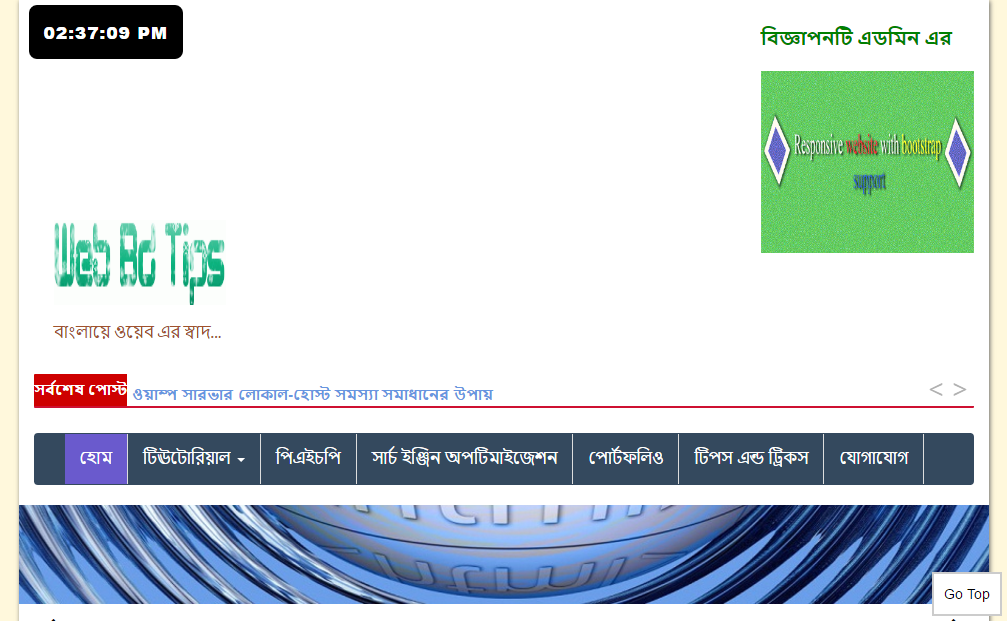 02:37:09 PM
বিজ্ঞাপনটি এডমিন এর
Responsive website with bootstrap
support
Web Bd Tips
বাংলায়ে ওয়েব এর স্বাদ...
সর্বশেষ পোস্ট ওয়াম্প সারভার লোকাল-হোস্ট সমস্যা সমাধানের উপায় < >
হোম টিউটোরিয়াল পিএইচপি সার্চ ইঞ্জিন অপটিমাইজেশন পোর্টফলিও টিপস এন্ড ট্রিকস যোগাযোগ
Go Top